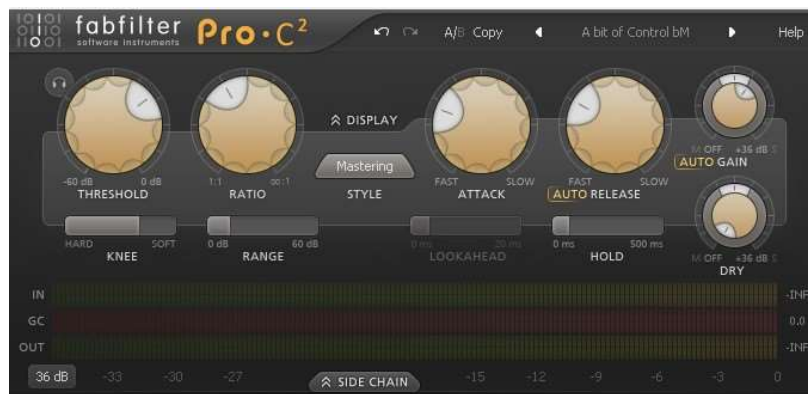 fabfilter Pro·C²
software instruments
A/B Copy A bit of Control bM Help
DISPLAY
Mastering
-60 dB 0 dB 1:1 ∞:1 STYLE FAST SLOW FAST SLOW
THRESHOLD RATIO ATTACK AUTO RELEASE
M OFF +36 dB S
AUTO GAIN
HARD SOFT 0 dB 60 dB 0 ms 20 ms 0 ms 500 ms
KNEE RANGE LOOKAHEAD HOLD
M OFF +36 dB S
DRY
IN -INF
GC 0.0
OUT -INF
36 dB -33 -30 -27 SIDE CHAIN -15 -12 -9 -6 -3 0